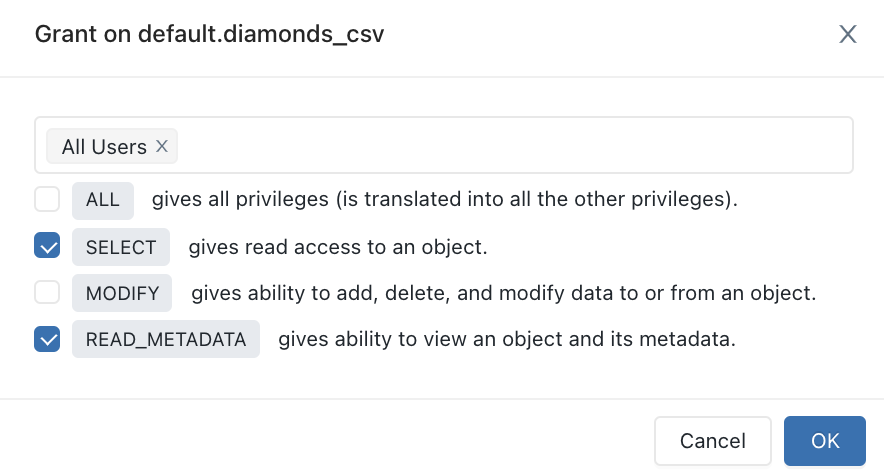 Grant on default.diamonds_csv X
All Users X
ALL gives all privileges (is translated into all the other privileges).
SELECT gives read access to an object.
MODIFY gives ability to add, delete, and modify data to or from an object.
READ_METADATA gives ability to view an object and its metadata.
Cancel OK